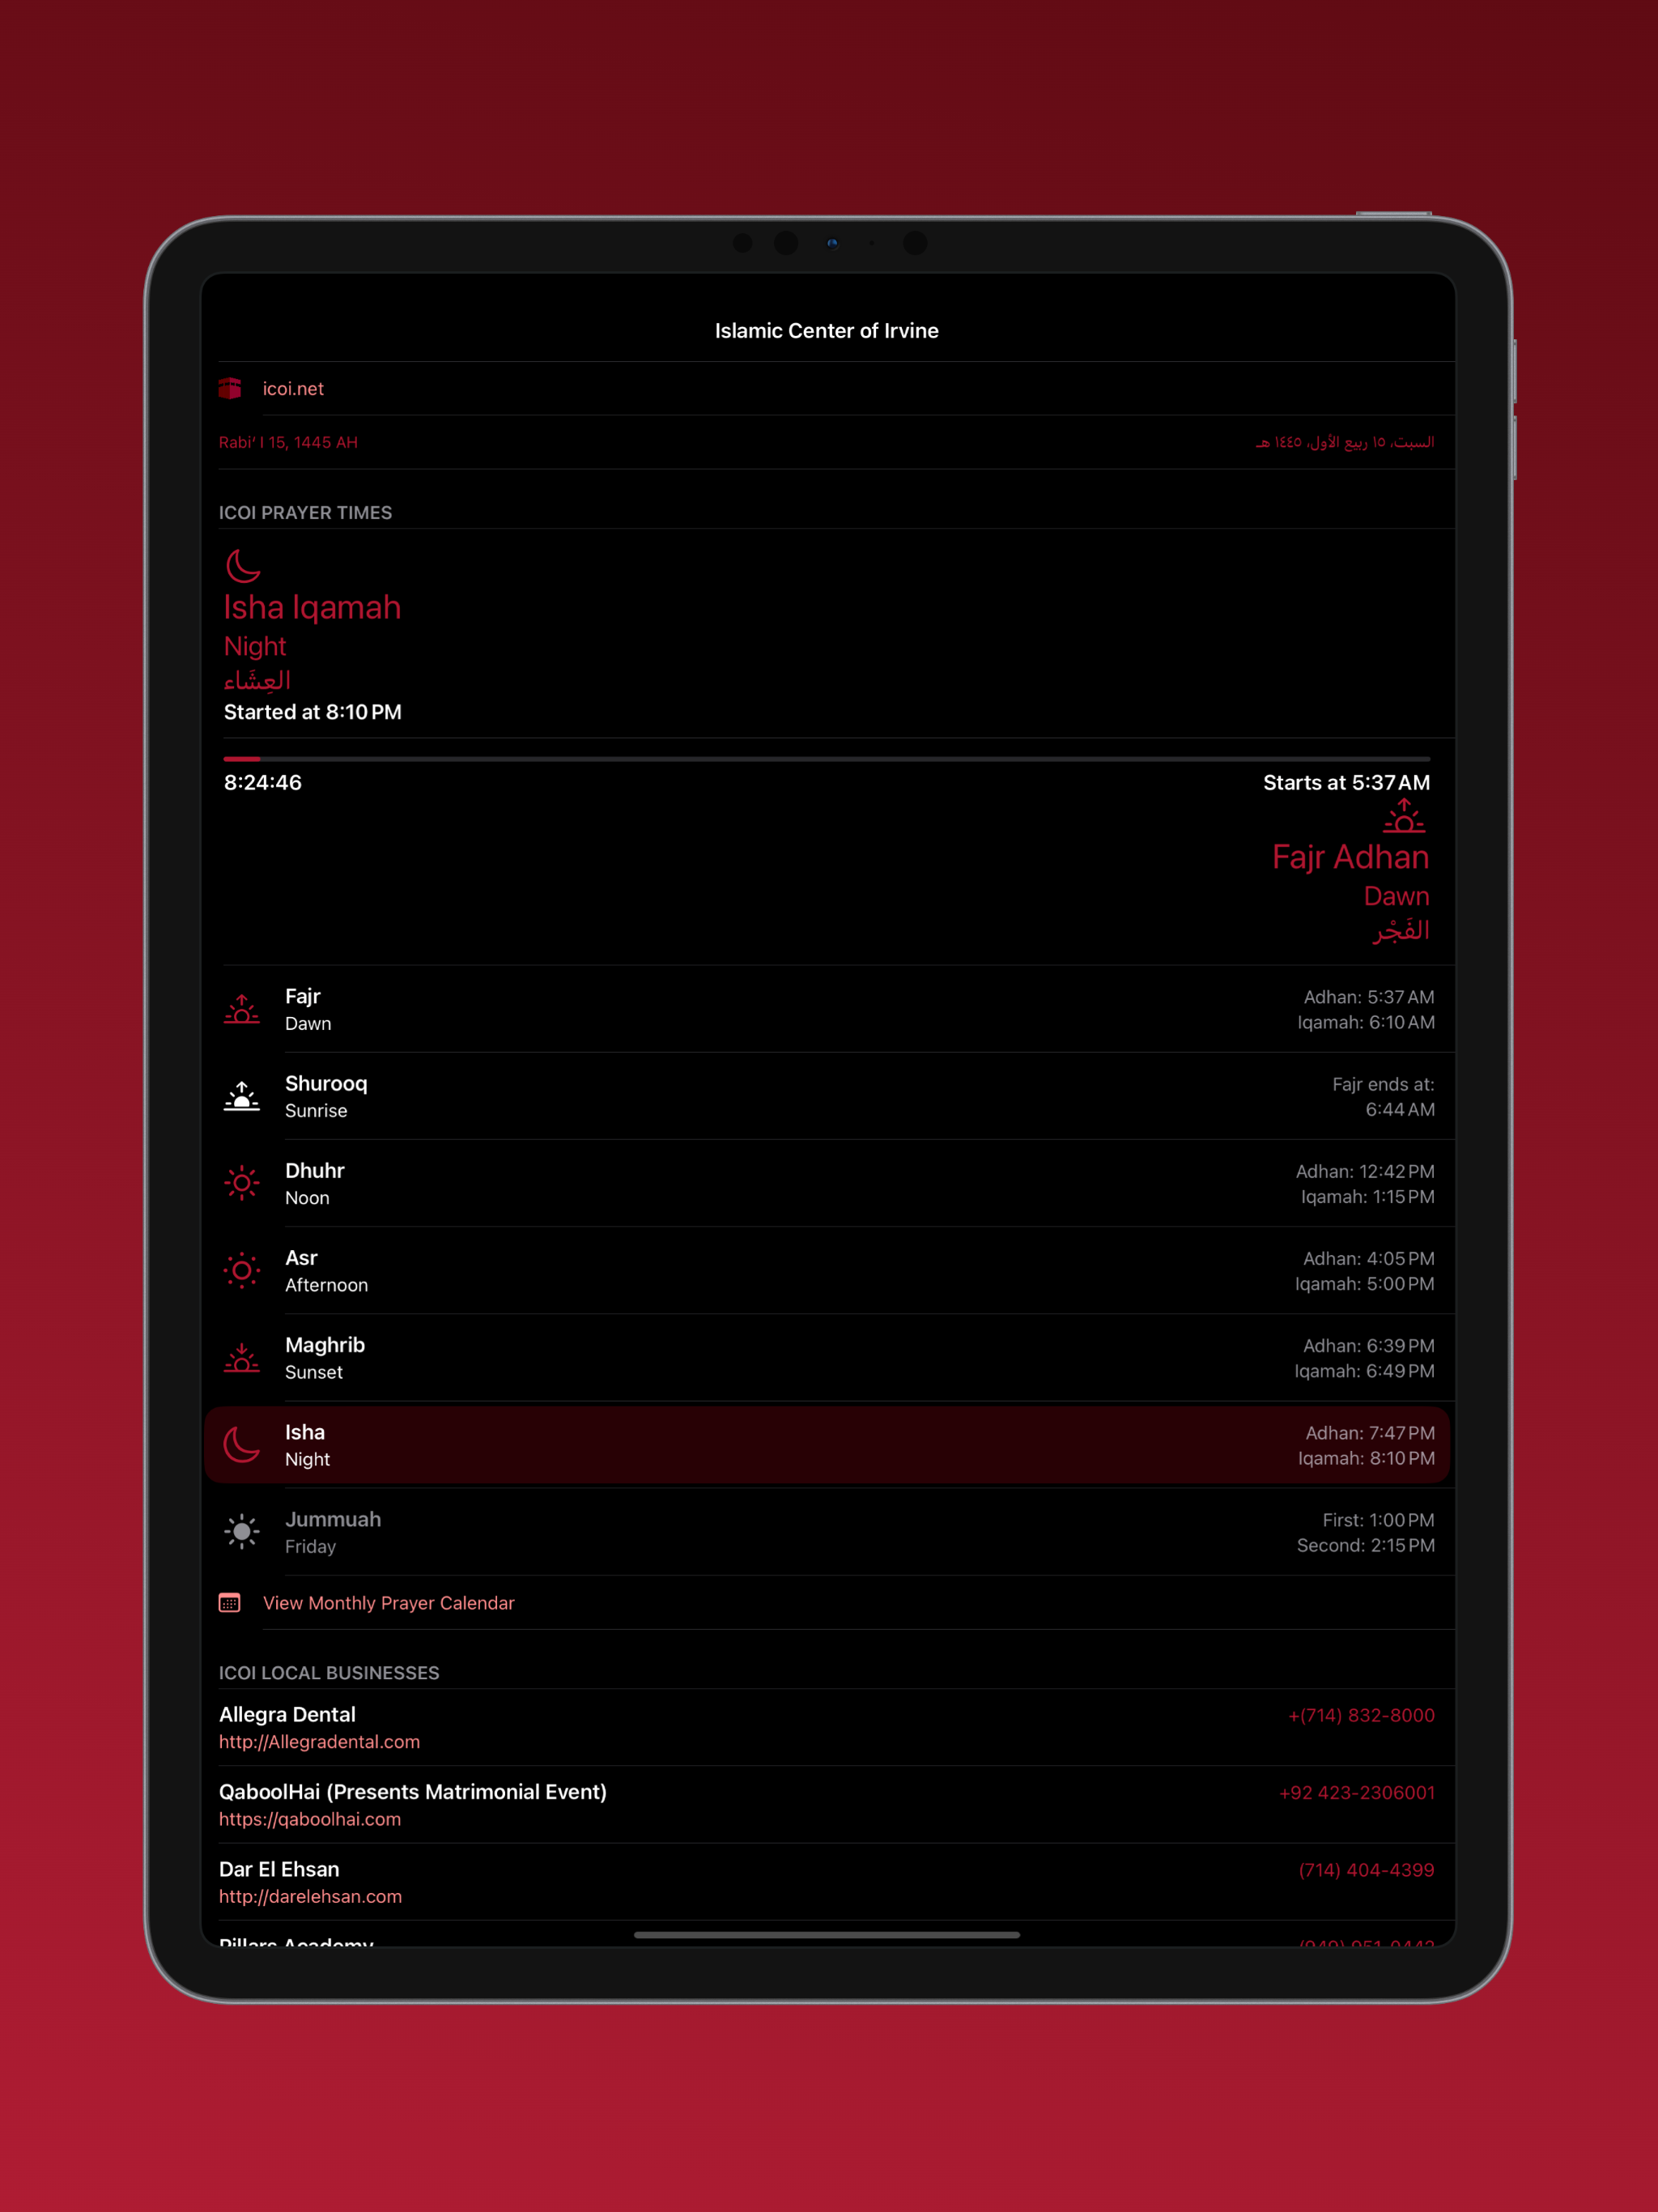 Islamic Center of Irvine
icoi.net
Rabiʻ I 15, 1445 AH
السبت، ١٥ ربيع الأول، ١٤٤٥ هـ
ICOI PRAYER TIMES
Isha Iqamah
Night
العِشَاء
Started at 8:10 PM
8:24:46
Starts at 5:37 AM
Fajr Adhan
Dawn
الفَجْر
Fajr
Adhan: 5:37 AM
Dawn
Iqamah: 6:10 AM
Shurooq
Fajr ends at:
Sunrise
6:44 AM
Dhuhr
Adhan: 12:42 PM
Noon
Iqamah: 1:15 PM
Asr
Adhan: 4:05 PM
Afternoon
Iqamah: 5:00 PM
Maghrib
Adhan: 6:39 PM
Sunset
Iqamah: 6:49 PM
Isha
Adhan: 7:47 PM
Night
Iqamah: 8:10 PM
Jummuah
First: 1:00 PM
Friday
Second: 2:15 PM
View Monthly Prayer Calendar
ICOI LOCAL BUSINESSES
Allegra Dental
+(714) 832-8000
http://Allegradental.com
QaboolHai (Presents Matrimonial Event)
+92 423-2306001
https://qaboolhai.com
Dar El Ehsan
(714) 404-4399
http://darelehsan.com
Pillars Academy